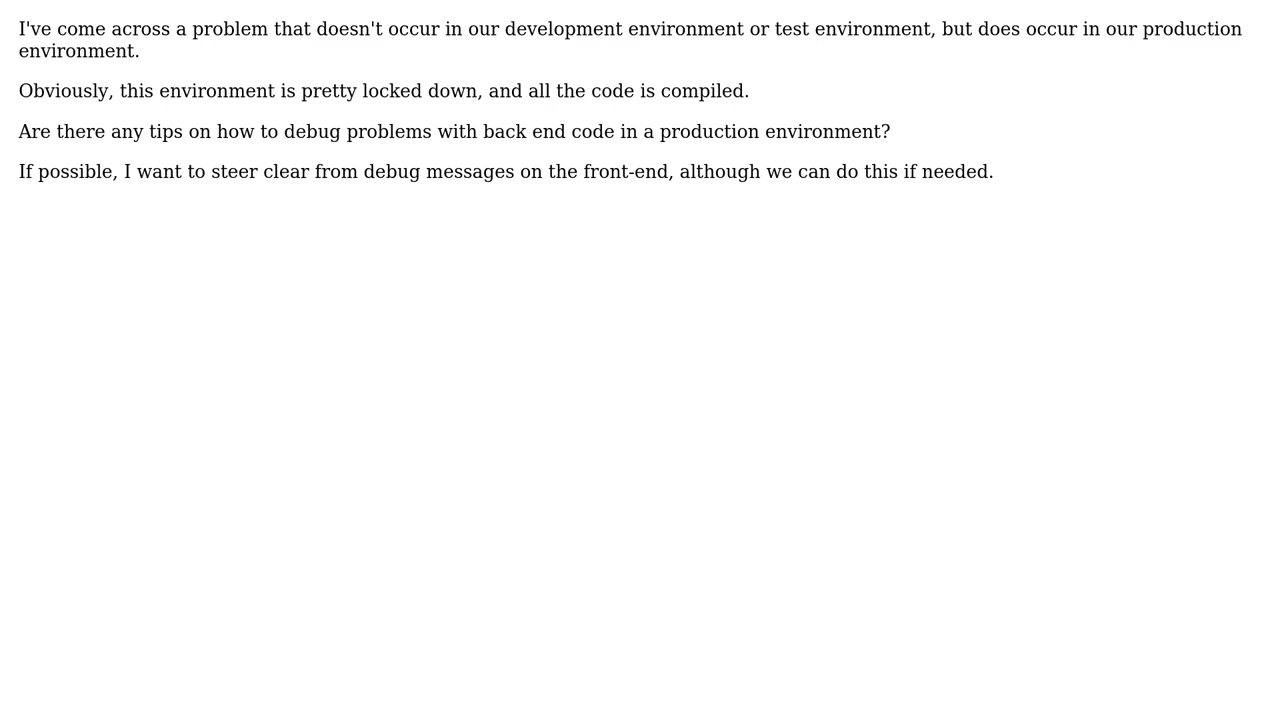 I've come across a problem that doesn't occur in our development environment or test environment, but does occur in our production
environment.
Obviously, this environment is pretty locked down, and all the code is compiled.
Are there any tips on how to debug problems with back end code in a production environment?
If possible, I want to steer clear from debug messages on the front-end, although we can do this if needed.